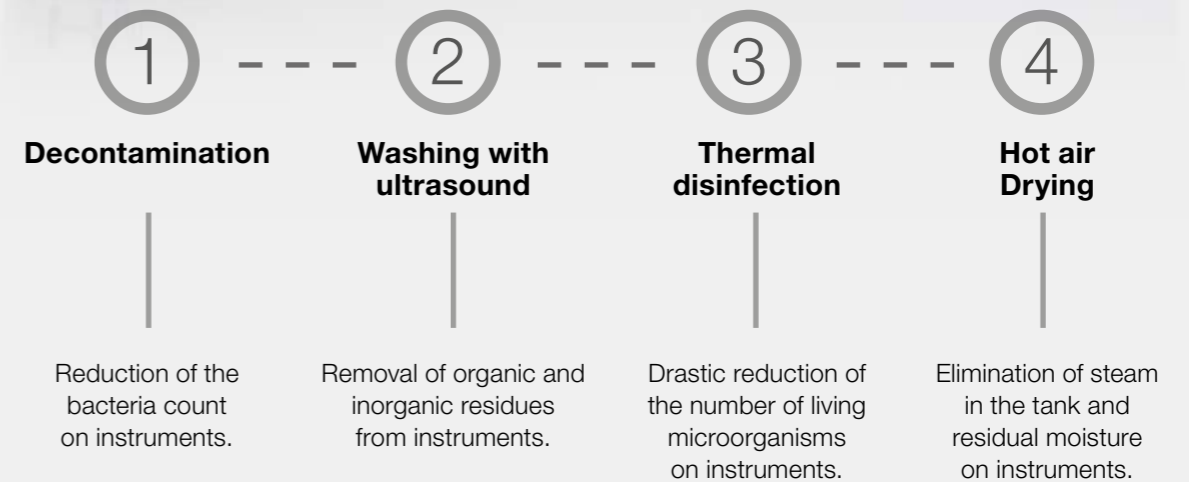 1
Decontamination
Reduction of the
bacteria count
on instruments.
2
Washing with
ultrasound
Removal of organic and
inorganic residues
from instruments.
3
Thermal
disinfection
Drastic reduction of
the number of living
microorganisms
on instruments.
4
Hot air
Drying
Elimination of steam
in the tank and
residual moisture
on instruments.